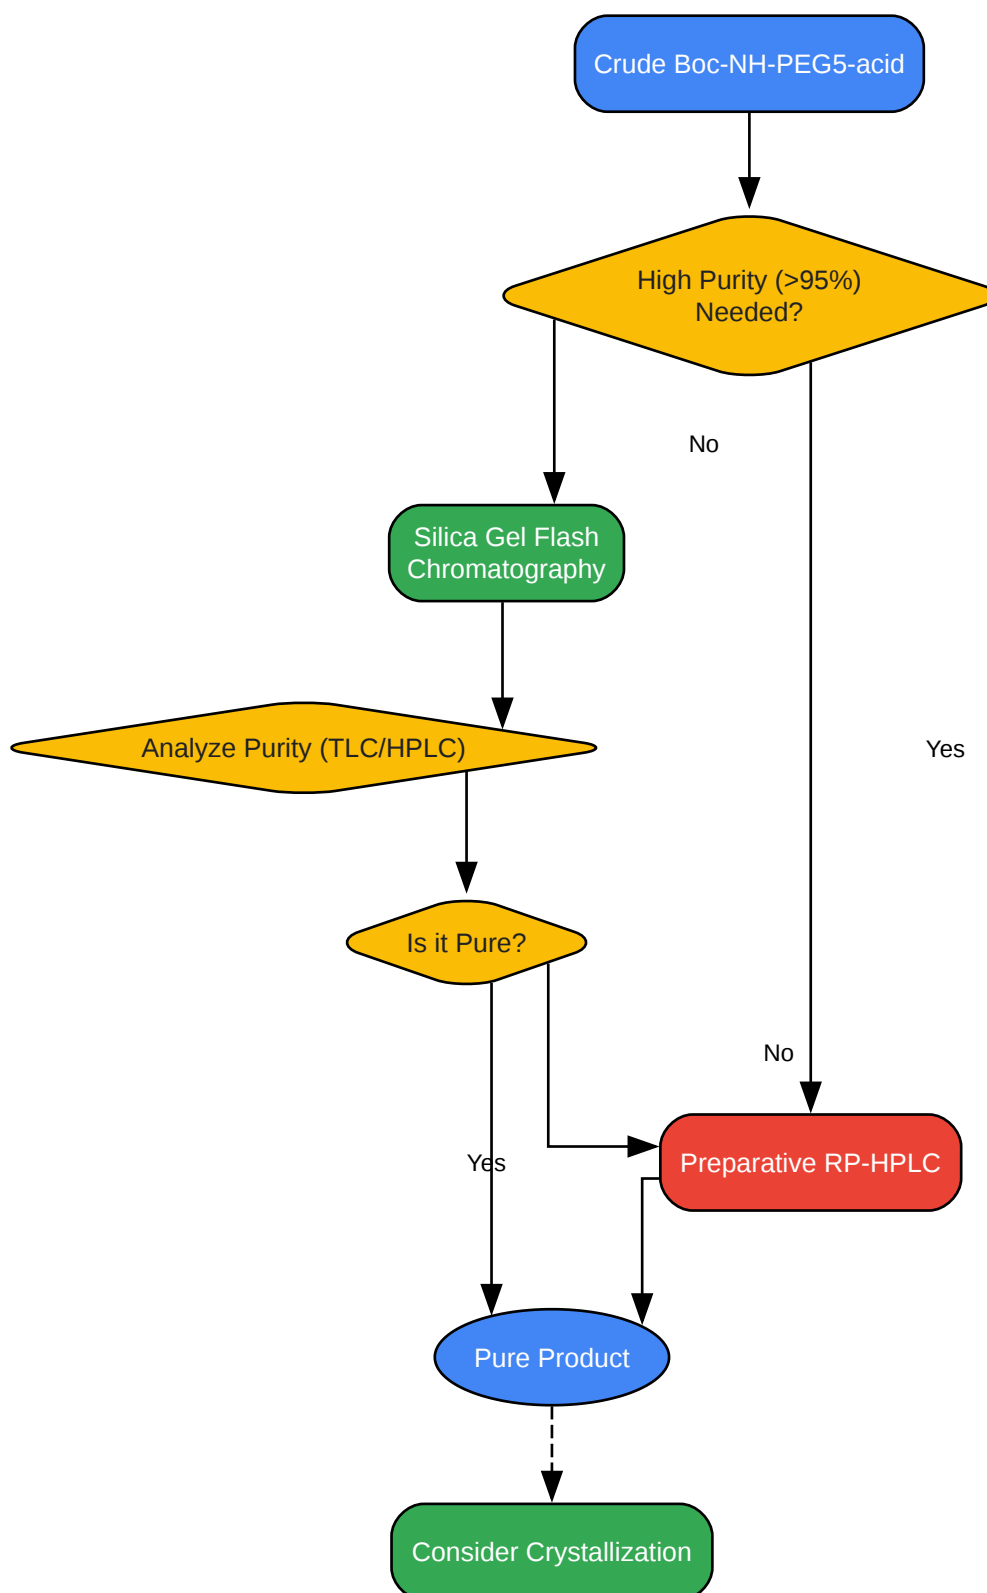 Crude Boc-NH-PEG5-acid
High Purity (>95%)
Needed?
No
Silica Gel Flash
Chromatography
Analyze Purity (TLC/HPLC)
Yes
Is it Pure?
No
Yes
Preparative RP-HPLC
Pure Product
Consider Crystallization